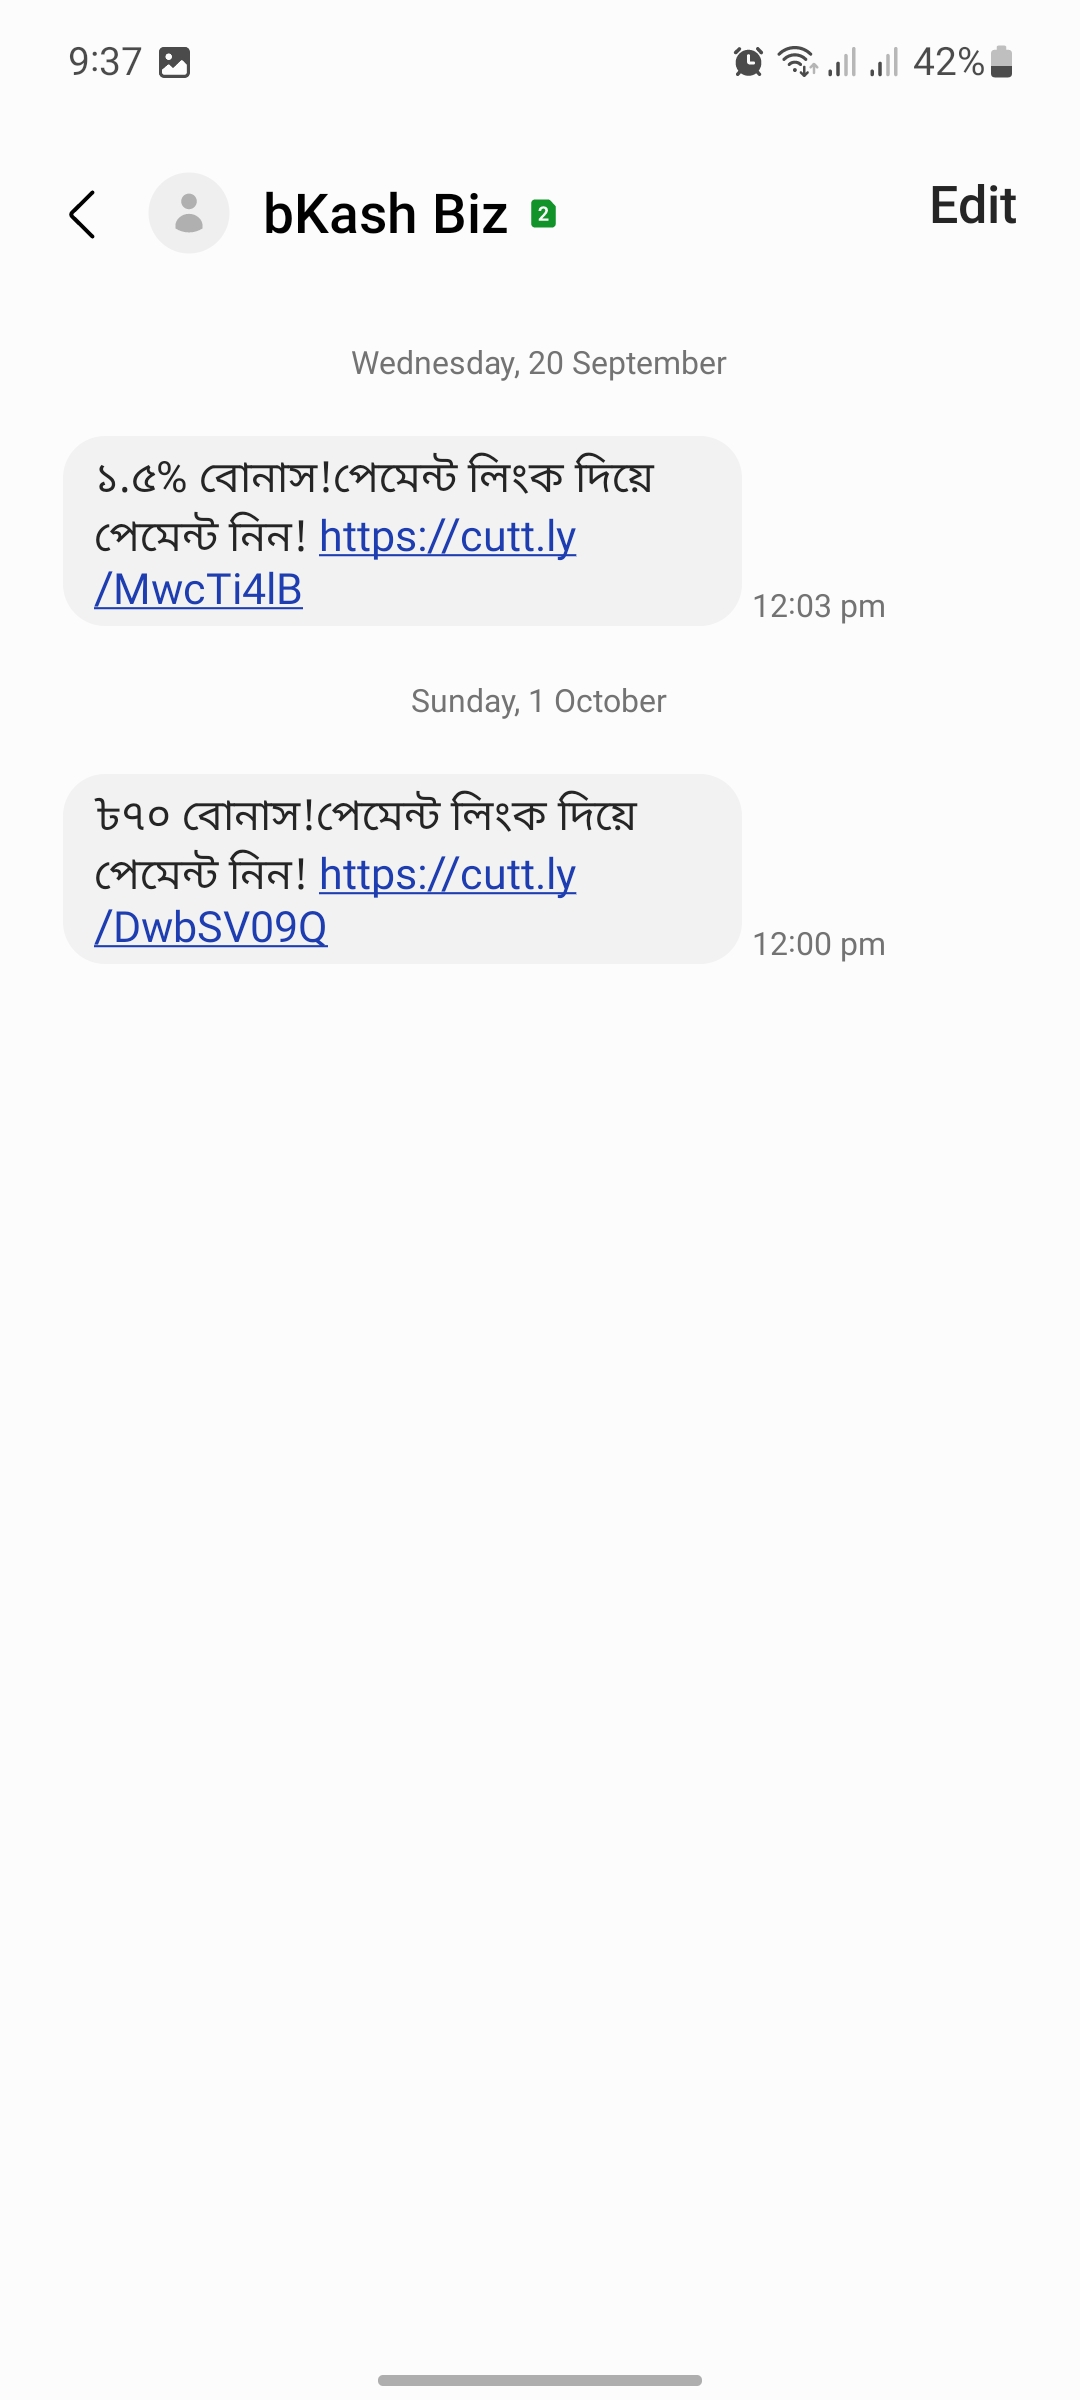 9:37
42%
bKash Biz 2
Edit
Wednesday, 20 September
১.৫% বোনাস!পেমেন্ট লিংক দিয়ে
পেমেন্ট নিন! https://cutt.ly
/MwcTi4lB
12:03 pm
Sunday, 1 October
৳৭০ বোনাস!পেমেন্ট লিংক দিয়ে
পেমেন্ট নিন! https://cutt.ly
/DwbSV09Q
12:00 pm